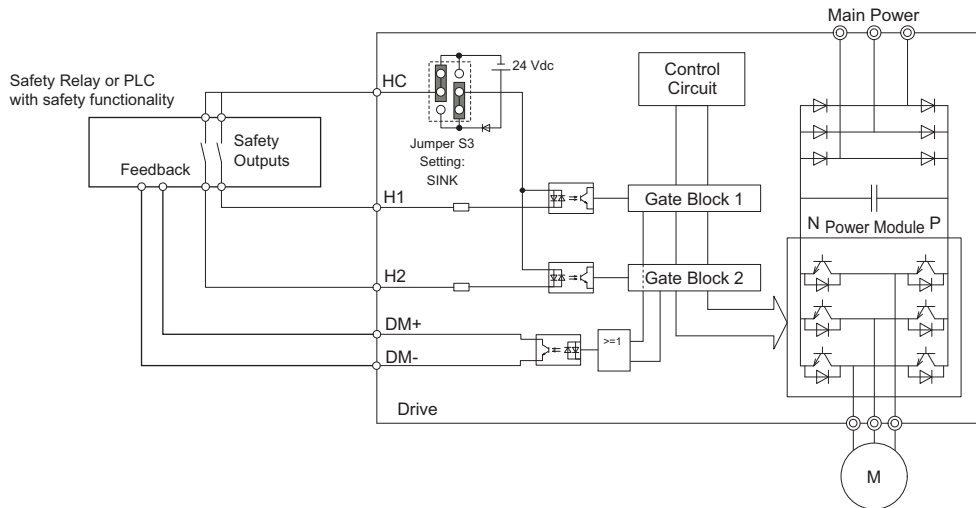 Main Power
Safety Relay or PLC
with safety functionality
HC
24 Vdc
Control
Circuit
Safety
Outputs
Feedback
Jumper S3
Setting:
SINK
H1
Gate Block 1
N
P
Power Module
H2
Gate Block 2
DM+
>=1
DM-
Drive
M